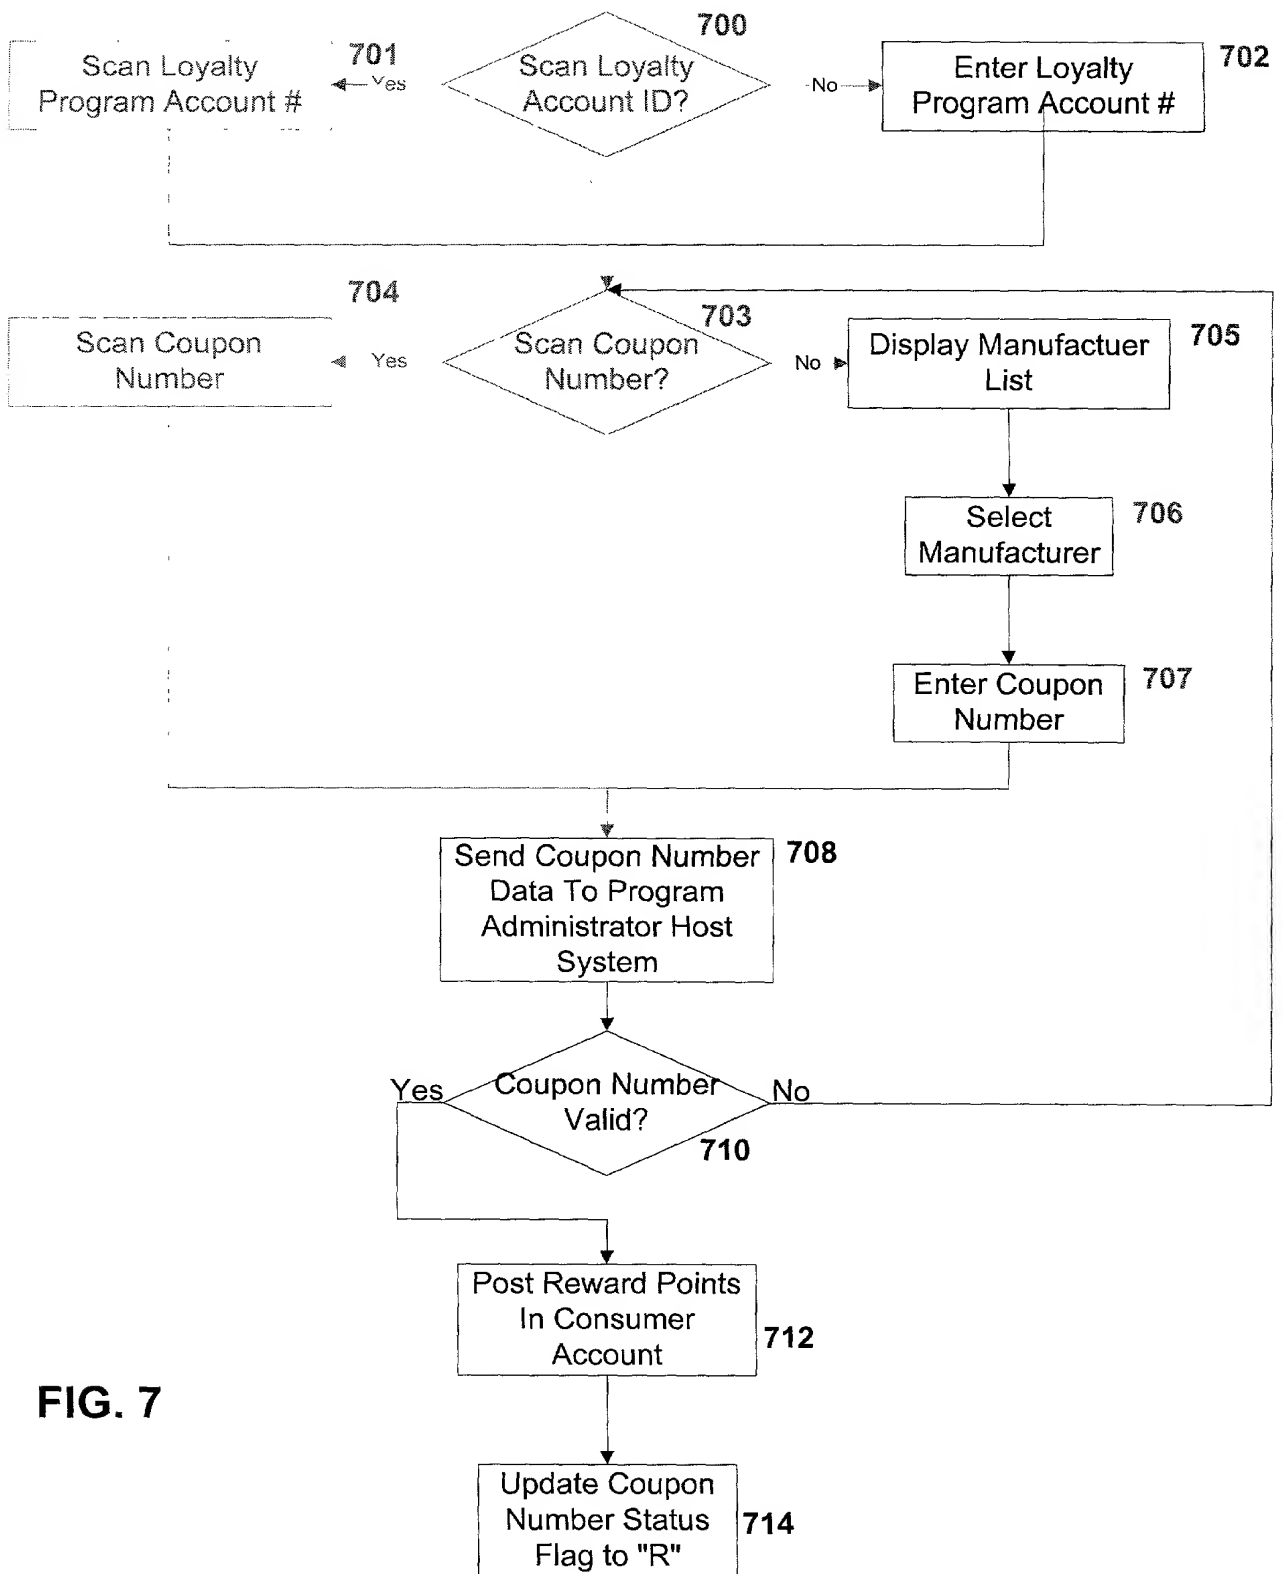 700
701
702
Scan Loyalty
Program Account #
Yes
Scan Loyalty
Account ID?
No
Enter Loyalty
Program Account #
704
703
705
Scan Coupon
Number
Yes
Scan Coupon
Number?
No
Display Manufactuer
List
Select
Manufacturer
706
Enter Coupon
Number
707
Send Coupon Number
Data To Program
Administrator Host
System
708
Yes
Coupon Number
Valid?
No
710
Post Reward Points
In Consumer
Account
712
FIG. 7
Update Coupon
Number Status
Flag to "R"
714